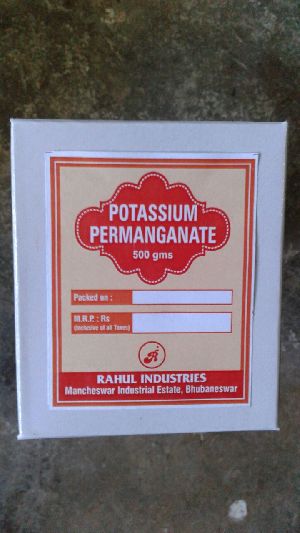 POTASSIUM
PERMANGANATE
500 gms
Packed on :
M.R.P. : Rs
(Inclusive of all Taxes)
R
RAHUL INDUSTRIES
Mancheswar Industrial Estate, Bhubaneswar